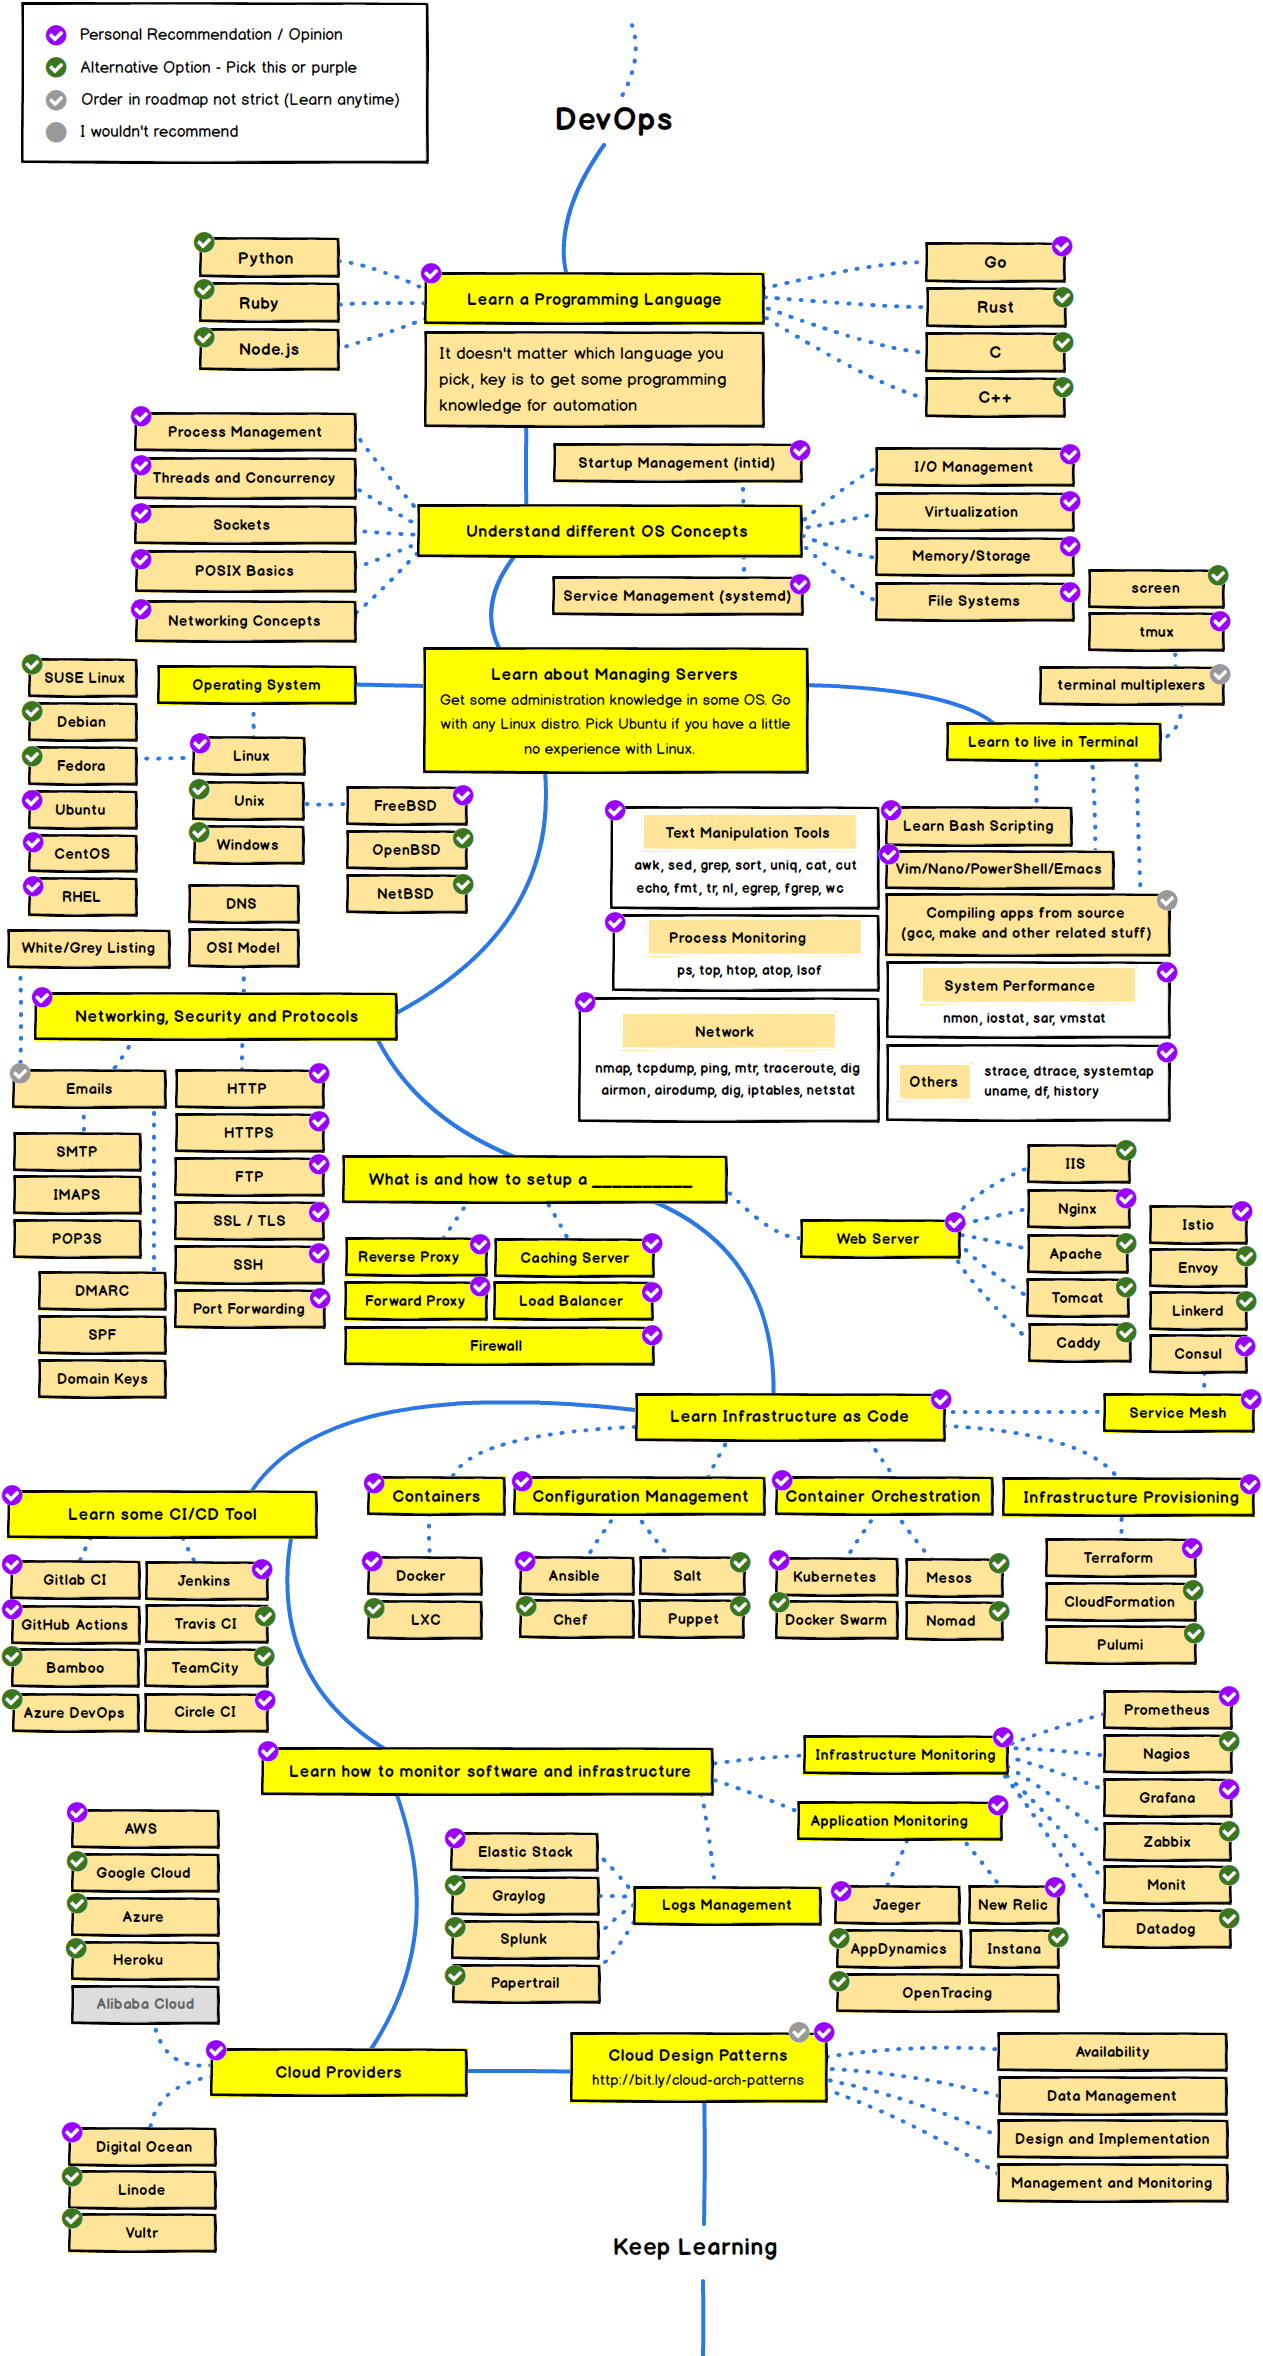 Personal Recommendation / Opinion
Alternative Option - Pick this or purple
Order in roadmap not strict (Learn anytime)
I wouldn't recommend
DevOps
Learn a Programming Language
It doesn't matter which language you
pick, key is to get some programming
knowledge for automation
Python
Ruby
Node.js
Go
Rust
C
C++
Process Management
Threads and Concurrency
Sockets
POSIX Basics
Networking Concepts
Startup Management (intid)
Understand different OS Concepts
Service Management (systemd)
I/O Management
Virtualization
Memory/Storage
File Systems
screen
tmux
terminal multiplexers
Learn to live in Terminal
Learn about Managing Servers
Get some administration knowledge in some OS. Go
with any Linux distro. Pick Ubuntu if you have a little
no experience with Linux.
Operating System
SUSE Linux
Debian
Fedora
Ubuntu
CentOS
RHEL
Linux
Unix
Windows
FreeBSD
OpenBSD
NetBSD
Text Manipulation Tools
awk, sed, grep, sort, uniq, cat, cut
echo, fmt, tr, nl, egrep, fgrep, wc
Process Monitoring
ps, top, htop, atop, lsof
Network
nmap, tcpdump, ping, mtr, traceroute, dig
airmon, airodump, dig, iptables, netstat
Learn Bash Scripting
Vim/Nano/PowerShell/Emacs
Compiling apps from source
(gcc, make and other related stuff)
System Performance
nmon, iostat, sar, vmstat
Others
strace, dtrace, systemtap
uname, df, history
DNS
OSI Model
White/Grey Listing
Networking, Security and Protocols
Emails
SMTP
IMAPS
POP3S
DMARC
SPF
Domain Keys
HTTP
HTTPS
FTP
SSL / TLS
SSH
Port Forwarding
What is and how to setup a __________
Reverse Proxy
Caching Server
Forward Proxy
Load Balancer
Firewall
Web Server
IIS
Nginx
Apache
Tomcat
Caddy
Istio
Envoy
Linkerd
Consul
Service Mesh
Learn Infrastructure as Code
Containers
Docker
LXC
Configuration Management
Ansible
Salt
Chef
Puppet
Container Orchestration
Kubernetes
Mesos
Docker Swarm
Nomad
Infrastructure Provisioning
Terraform
CloudFormation
Pulumi
Learn some CI/CD Tool
Gitlab CI
Jenkins
GitHub Actions
Travis CI
Bamboo
TeamCity
Azure DevOps
Circle CI
Learn how to monitor software and infrastructure
Infrastructure Monitoring
Prometheus
Nagios
Grafana
Zabbix
Monit
Datadog
Application Monitoring
Jaeger
New Relic
AppDynamics
Instana
OpenTracing
Logs Management
Elastic Stack
Graylog
Splunk
Papertrail
AWS
Google Cloud
Azure
Heroku
Alibaba Cloud
Cloud Providers
Digital Ocean
Linode
Vultr
Cloud Design Patterns
http://bit.ly/cloud-arch-patterns
Availability
Data Management
Design and Implementation
Management and Monitoring
Keep Learning